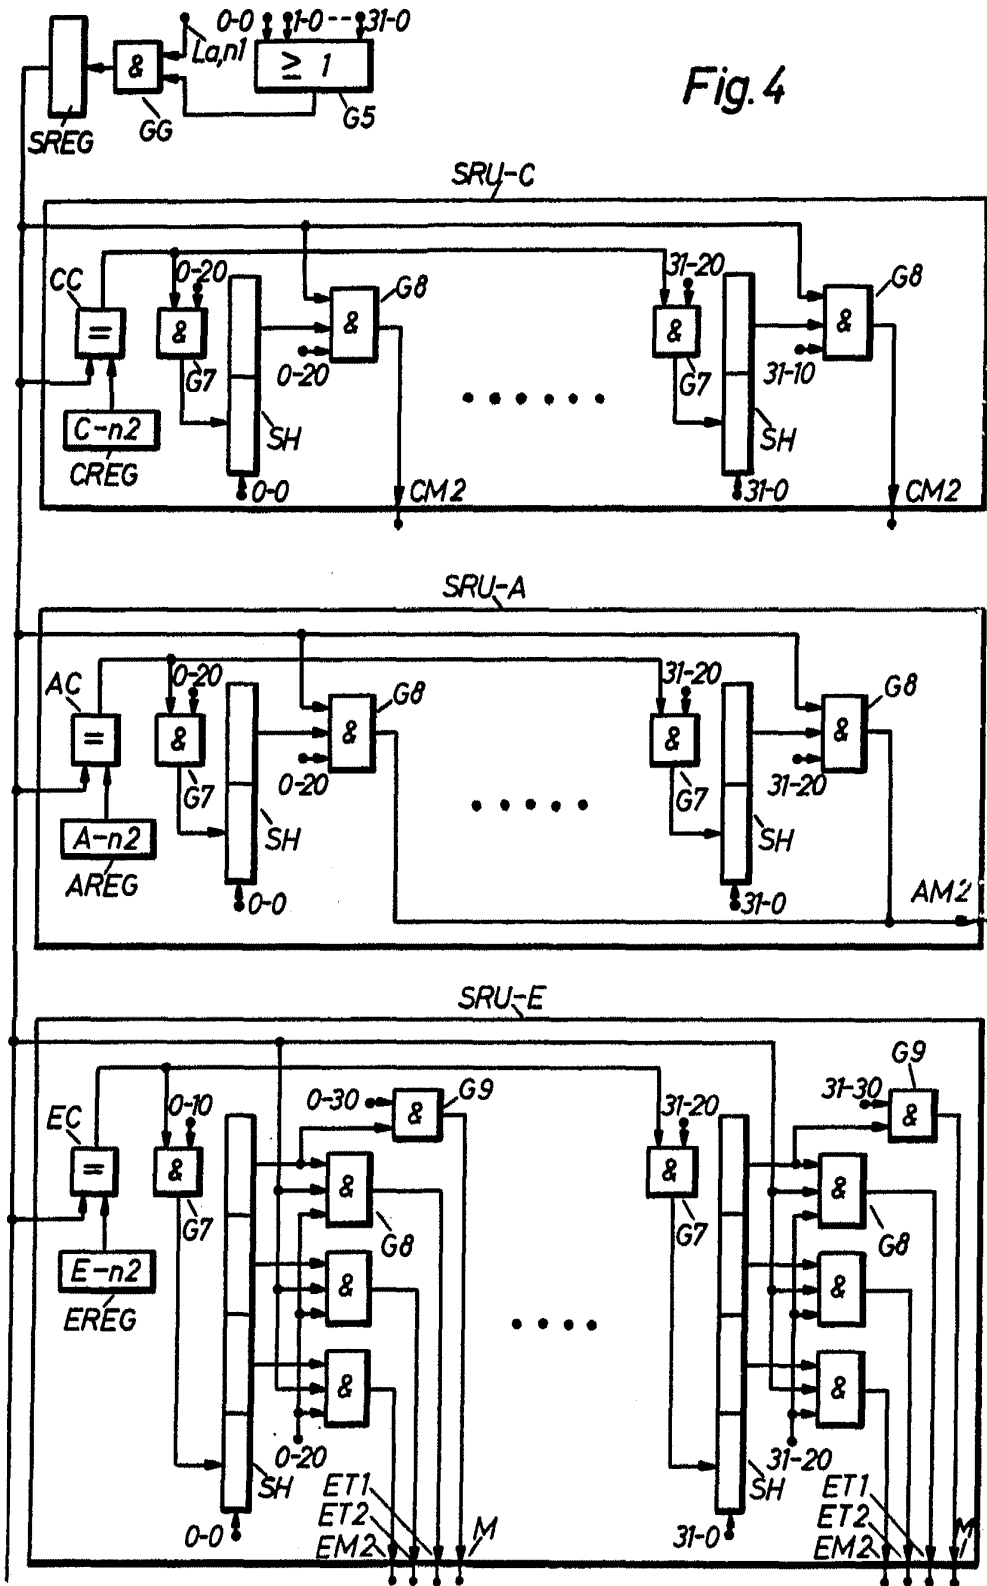 0-0 1-0 -- 31-0
La,n1
&
≥ 1
Fig. 4
SREG
GG
G5
SRU-C
CC
0-20
G8
31-20
G8
=
&
&
&
&
0-20
G7
31-10
G7
C-n2
SH
SH
CREG
0-0
CM2
31-0
CM2
SRU-A
AC
0-20
G8
31-20
G8
=
&
&
&
&
0-20
G7
31-20
G7
A-n2
SH
SH
AREG
0-0
31-0
AM2
SRU-E
EC
0-10
0-30
&
G9
31-20
31-30
&
G9
=
&
&
&
&
G7
G8
G7
G8
E-n2
&
&
EREG
&
&
0-20
31-20
SH
SH
ET1
ET1
ET2
ET2
0-0
EM2
M
31-0
EM2
M